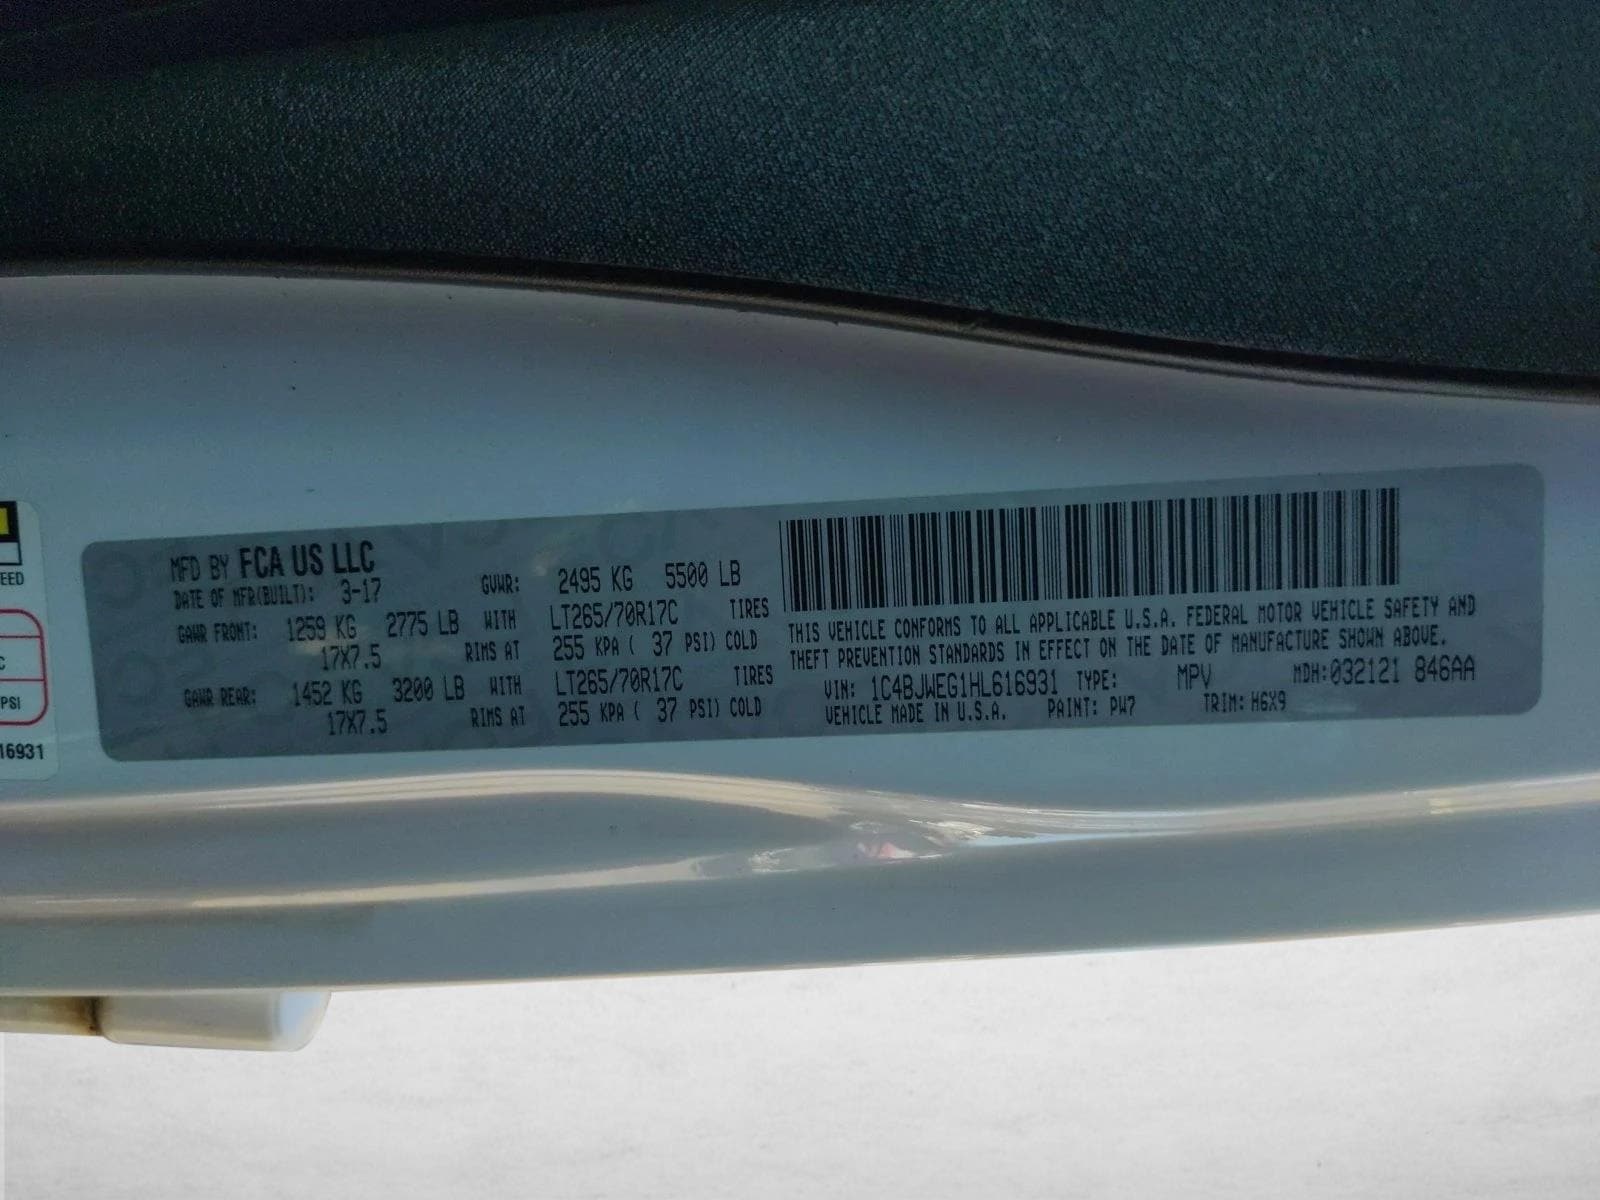 EED
C
PSI
16931
MFD BY FCA US LLC
DATE OF MFR(BUILT): 3-17 GVWR: 2495 KG 5500 LB
GAWR FRONT: 1259 KG 2775 LB WITH LT265/70R17C TIRES
17X7.5 RIMS AT 255 KPA ( 37 PSI) COLD
GAWR REAR: 1452 KG 3200 LB WITH LT265/70R17C TIRES
17X7.5 RIMS AT 255 KPA ( 37 PSI) COLD
THIS VEHICLE CONFORMS TO ALL APPLICABLE U.S.A. FEDERAL MOTOR VEHICLE SAFETY AND
THEFT PREVENTION STANDARDS IN EFFECT ON THE DATE OF MANUFACTURE SHOWN ABOVE.
VIN: 1C4BJWEG1HL616931 TYPE: MPV MDH:032121 846AA
VEHICLE MADE IN U.S.A. PAINT: PW7 TRIM: H6X9